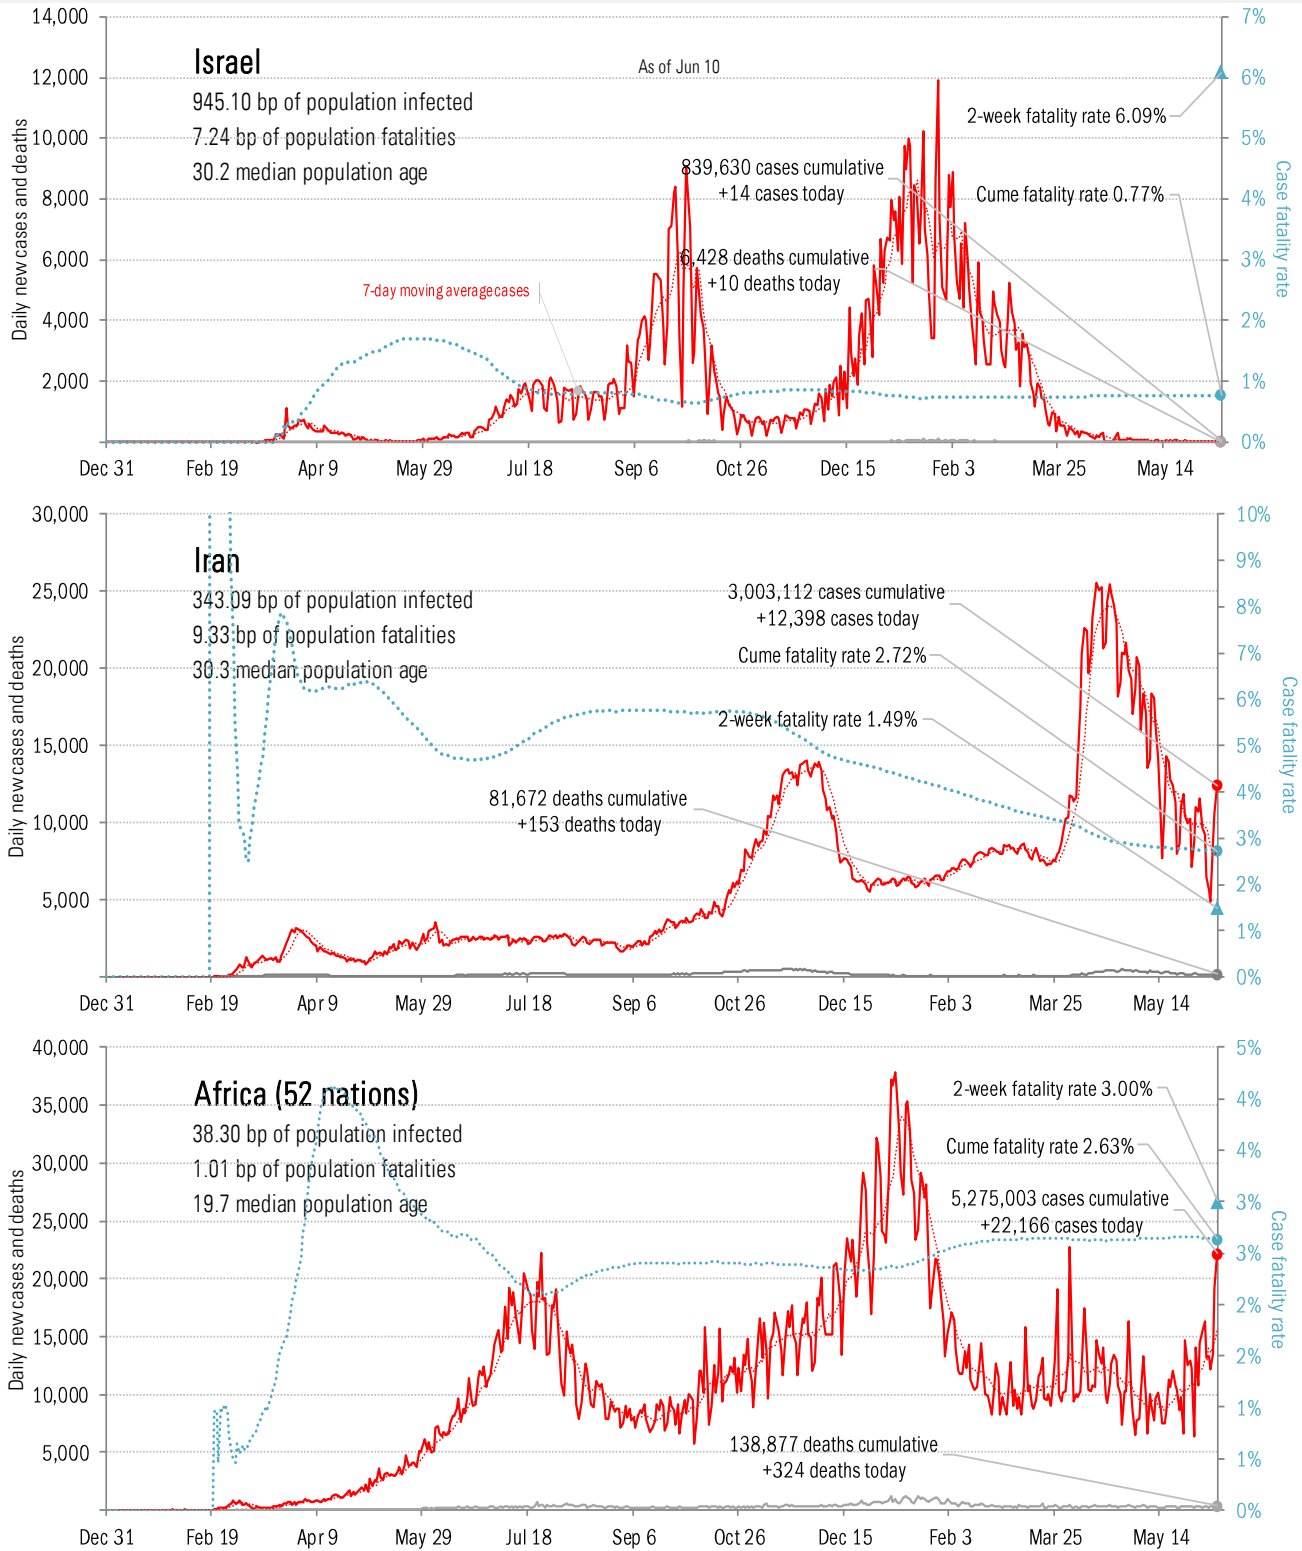 14,000
12,000
10,000
8,000
6,000
4,000
2,000
Daily new cases and deaths
Israel
945.10 bp of population infected
7.24 bp of population fatalities
30.2 median population age
As of Jun 10
7-day moving average cases
839,630 cases cumulative
+14 cases today
6,428 deaths cumulative
+10 deaths today
2-week fatality rate 6.09%
Cume fatality rate 0.77%
7%
6%
5%
4%
3%
2%
1%
0%
Case fatality rate
Dec 31
Feb 19
Apr 9
May 29
Jul 18
Sep 6
Oct 26
Dec 15
Feb 3
Mar 25
May 14
30,000
25,000
20,000
15,000
10,000
5,000
Daily new cases and deaths
Iran
343.09 bp of population infected
9.33 bp of population fatalities
30.3 median population age
3,003,112 cases cumulative
+12,398 cases today
Cume fatality rate 2.72%
2-week fatality rate 1.49%
81,672 deaths cumulative
+153 deaths today
10%
9%
8%
7%
6%
5%
4%
3%
2%
1%
0%
Case fatality rate
Dec 31
Feb 19
Apr 9
May 29
Jul 18
Sep 6
Oct 26
Dec 15
Feb 3
Mar 25
May 14
40,000
35,000
30,000
25,000
20,000
15,000
10,000
5,000
Daily new cases and deaths
Africa (52 nations)
38.30 bp of population infected
1.01 bp of population fatalities
19.7 median population age
2-week fatality rate 3.00%
Cume fatality rate 2.63%
5,275,003 cases cumulative
+22,166 cases today
138,877 deaths cumulative
+324 deaths today
5%
4%
4%
3%
3%
2%
2%
1%
1%
0%
Case fatality rate
Dec 31
Feb 19
Apr 9
May 29
Jul 18
Sep 6
Oct 26
Dec 15
Feb 3
Mar 25
May 14